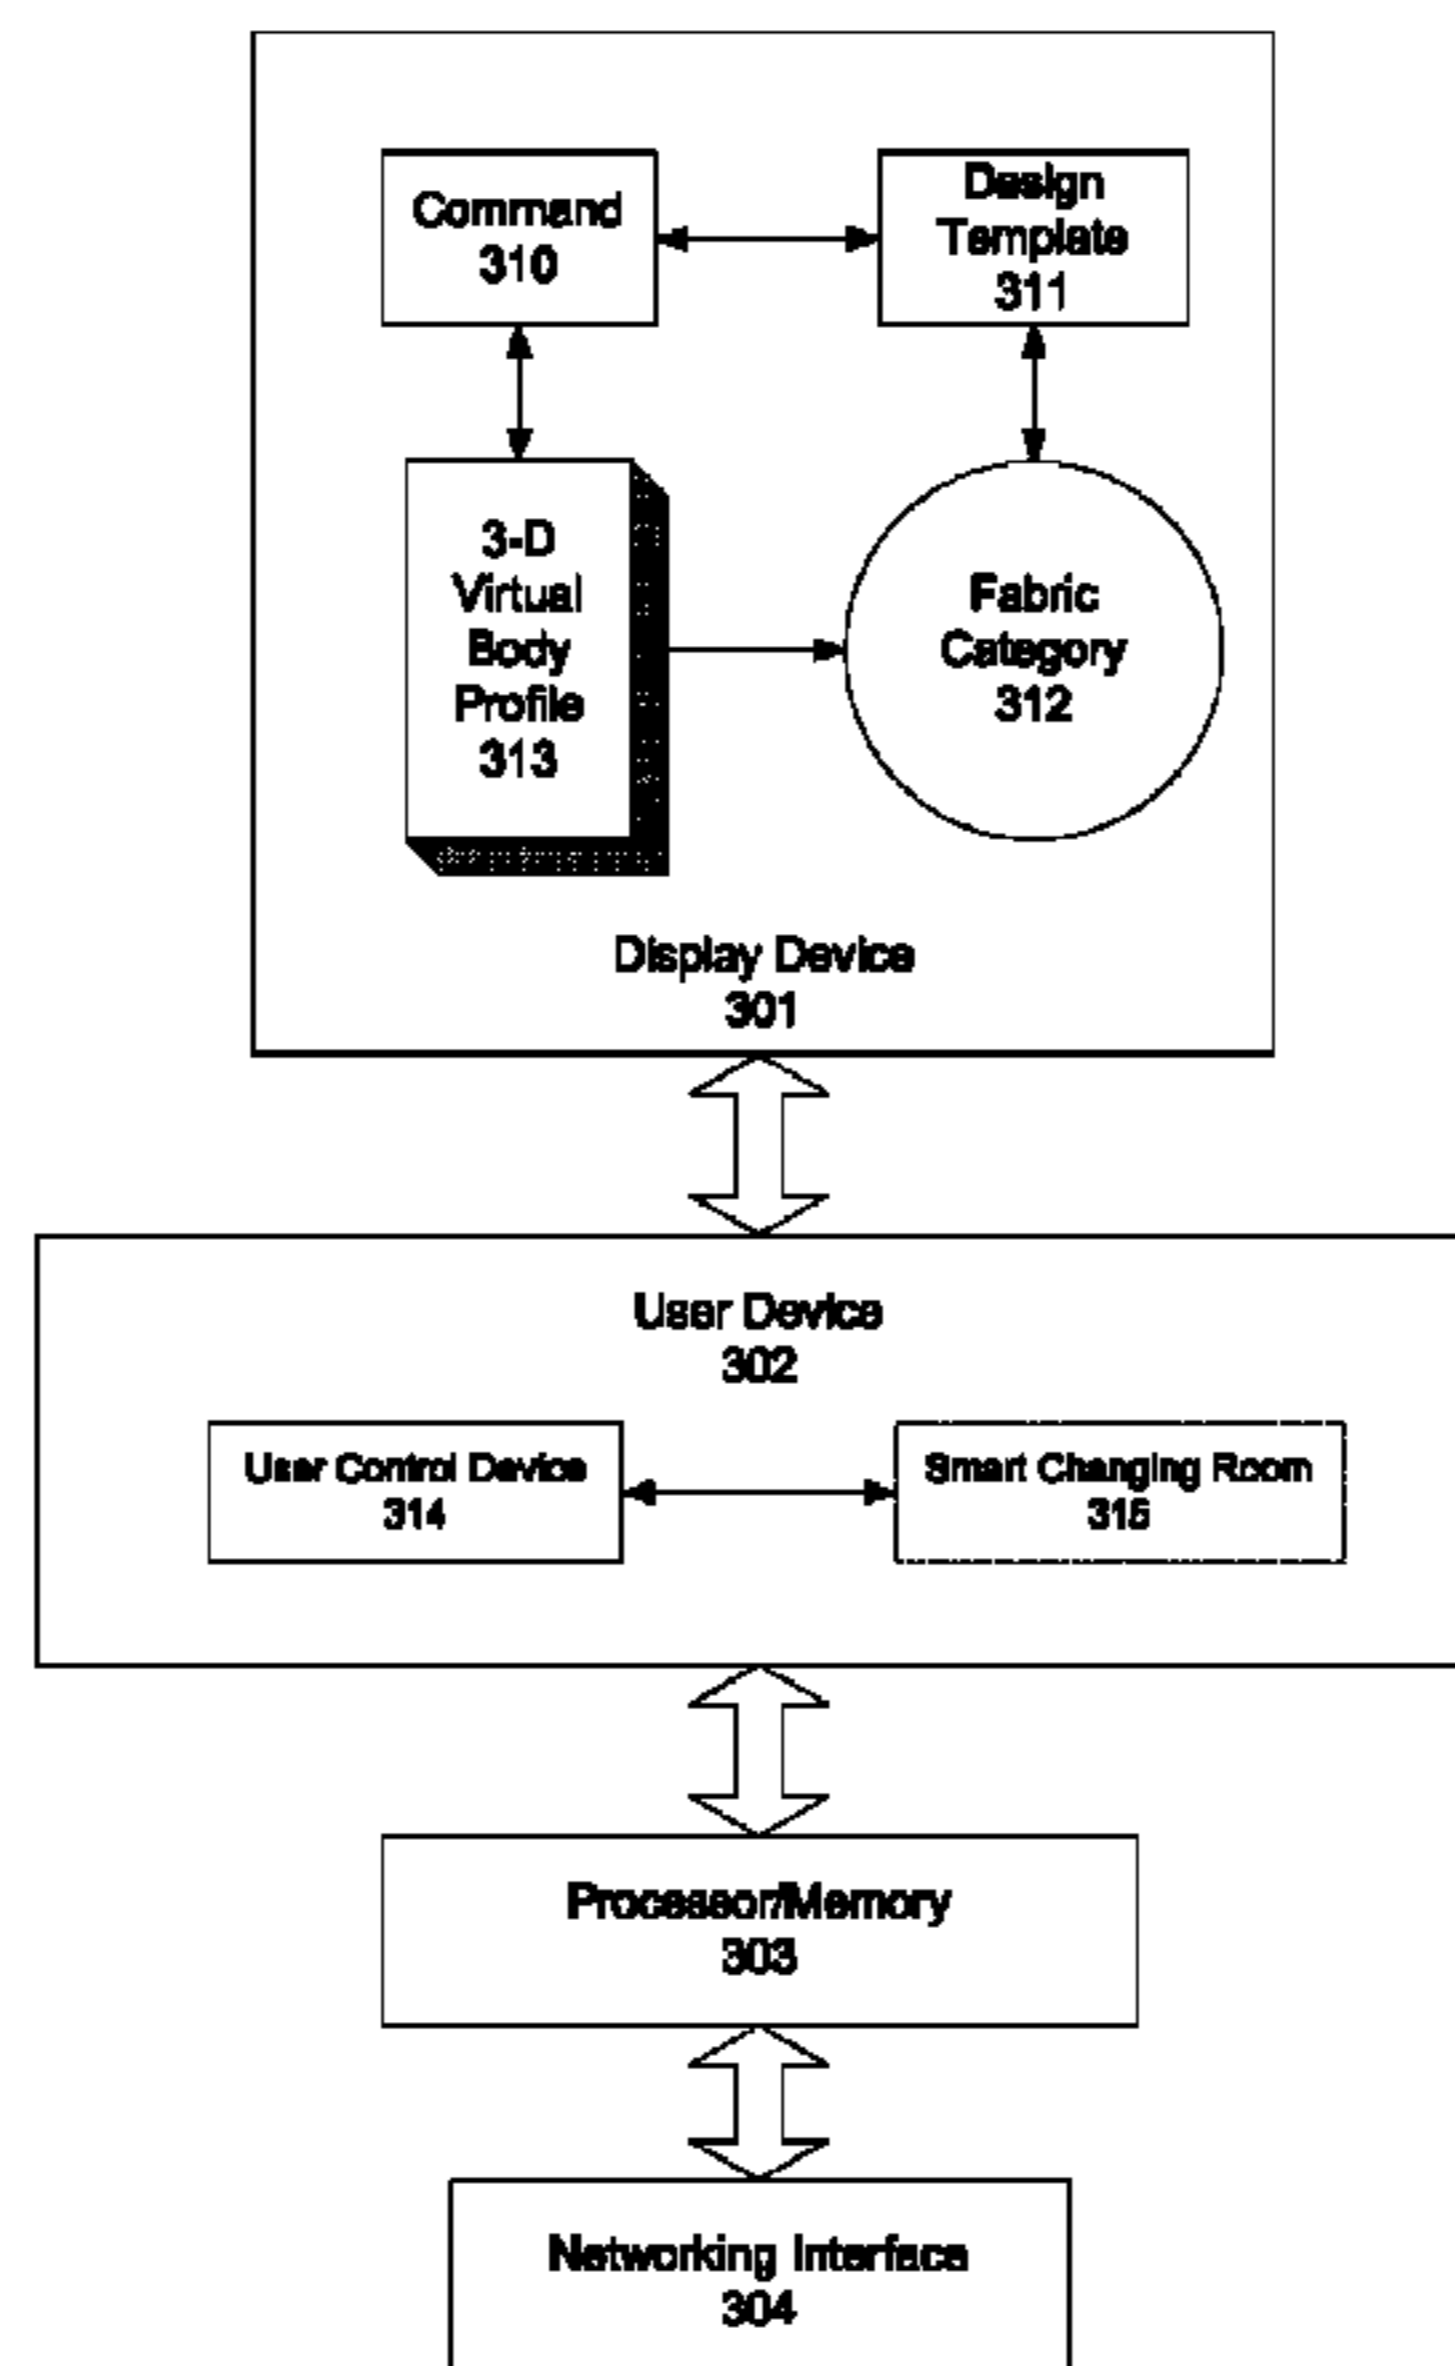 Command
310
Design
Template
311
3-D
Virtual
Body
Profile
313
Fabric
Category
312
Display Device
301
User Device
302
User Control Device
314
Smart Changing Room
315
Processor/Memory
303
Networking Interface
304